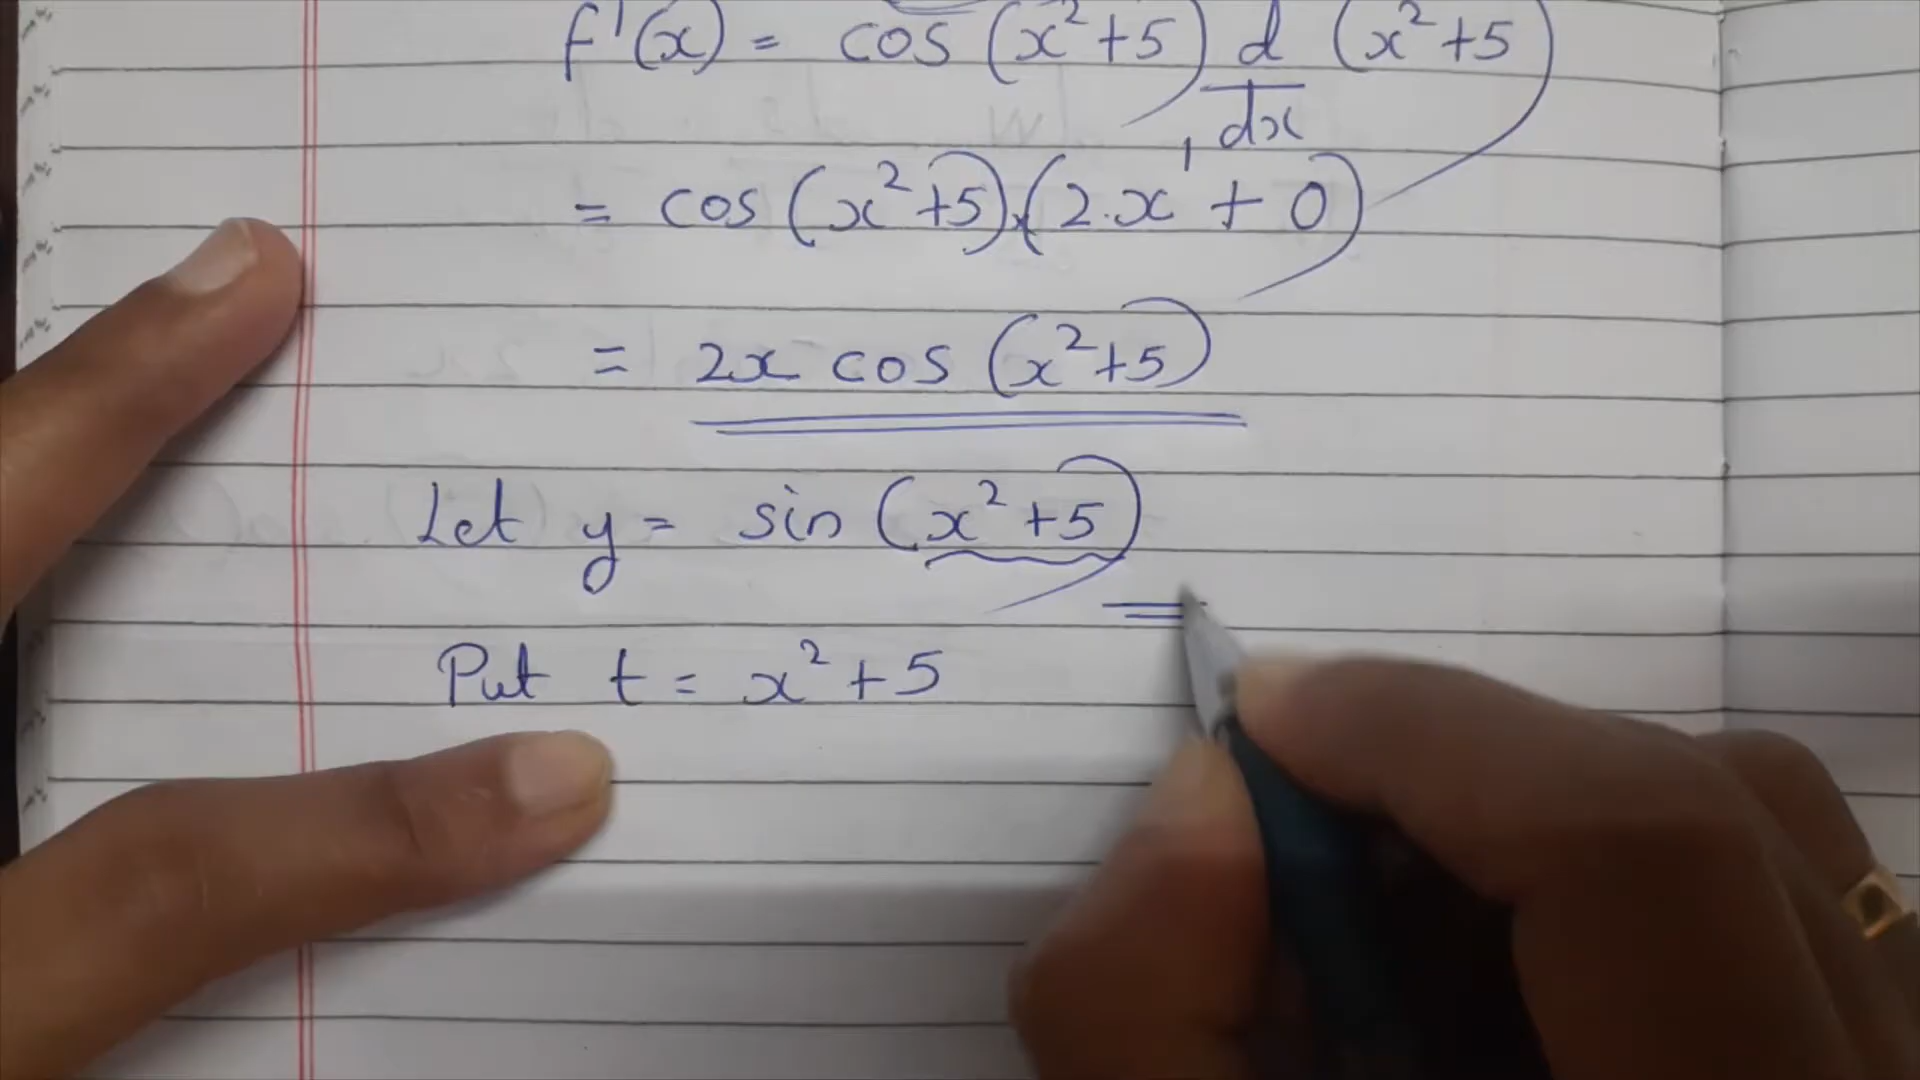 f'(x) = cos (x²+5) d/dx (x²+5)
= cos (x²+5) × (2.x¹ + 0)
= 2x cos (x²+5)
Let y = sin (x²+5)
Put t = x²+5